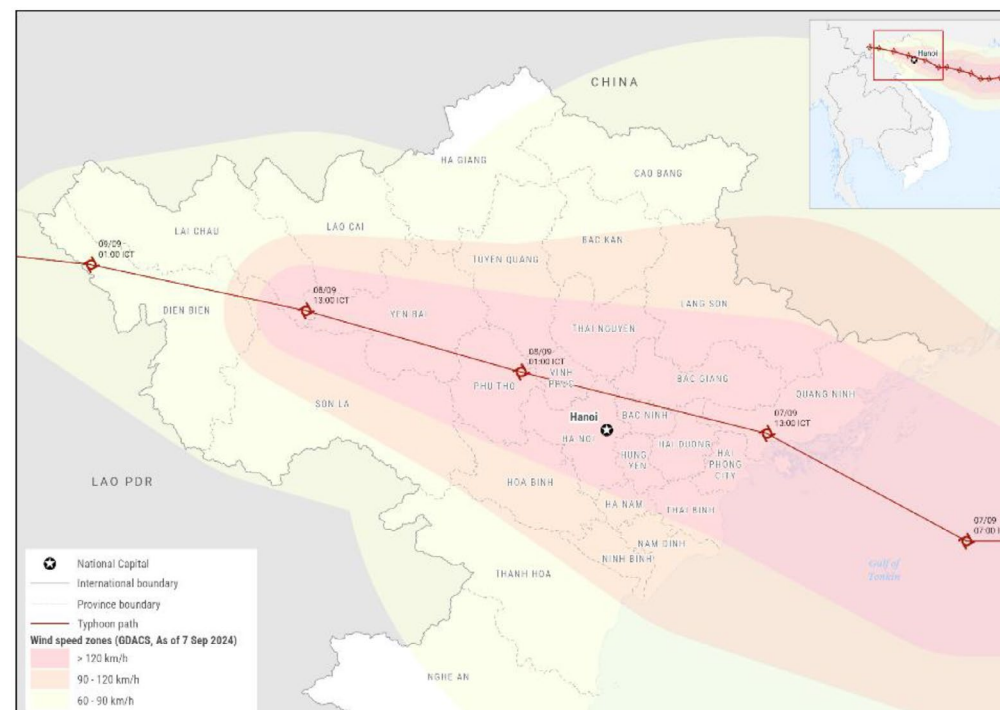 CHINA
Hanoi
HA GIANG
CAO BANG
LAI CHAU
LAO CAI
BAC KAN
TUYEN QUANG
09/09
01:00 ICT
08/09
13:00 ICT
DIEN BIEN
YEN BAI
LANG SON
THAI NGUYEN
08/09
01:00 ICT
VINH
PHUC
PHU THO
BAC GIANG
QUANG NINH
SON LA
Hanoi
BAC NINH
07/09
13:00 ICT
HA NOI
HAI DUONG
HUNG
YEN
HAI
PHONG
CITY
LAO PDR
HOA BINH
HA NAM
THAI BINH
07/09
07:00
NAM DINH
NINH BINH
THANH HOA
Gulf of
Tonkin
NGHE AN
National Capital
International boundary
Province boundary
Typhoon path
Wind speed zones (GDACS, As of 7 Sep 2024)
> 120 km/h
90 - 120 km/h
60 - 90 km/h